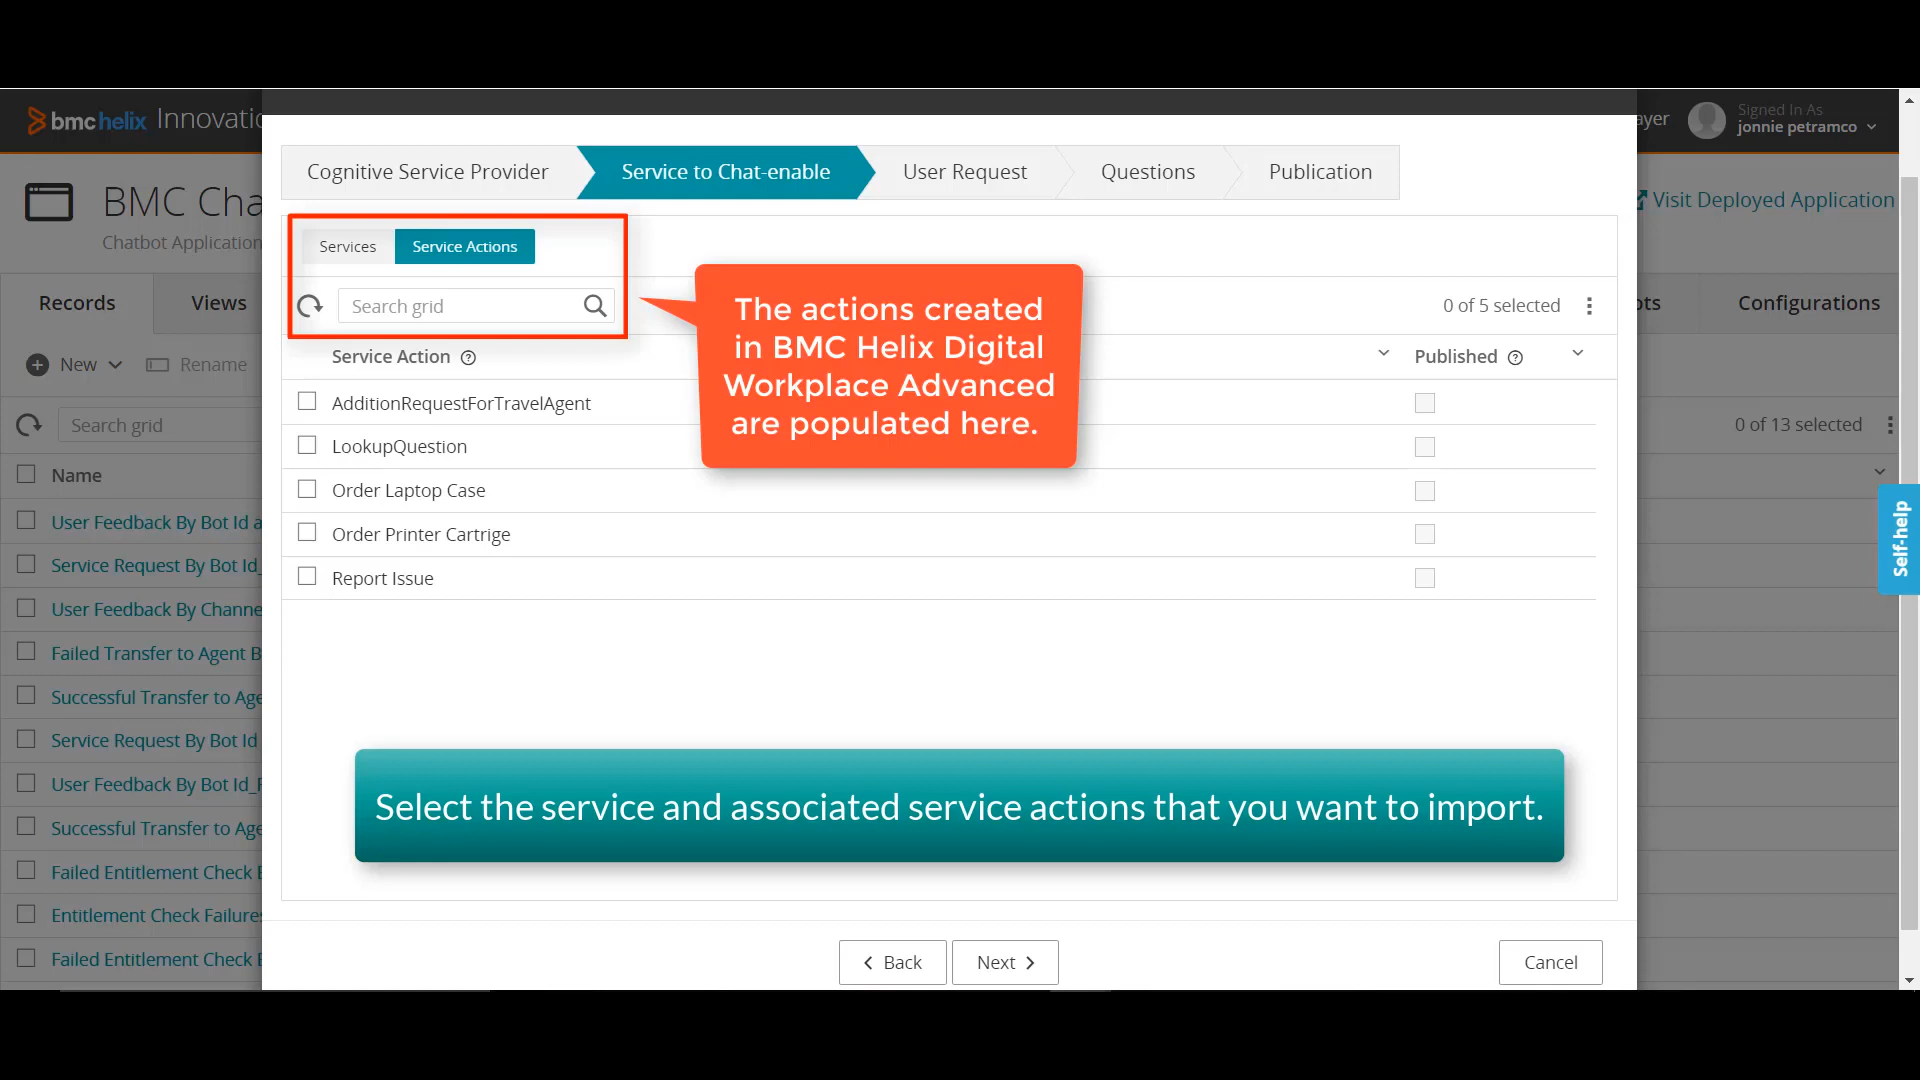 bmchelix Innovatio
ayer
Signed In As
jonnie petramco
BMC Cha
Chatbot Application
Visit Deployed Application
Cognitive Service Provider
Service to Chat-enable
User Request
Questions
Publication
Records
Views
ots
Configurations
Services
Service Actions
New
Rename
Search grid
0 of 5 selected
The actions created
in BMC Helix Digital
Workplace Advanced
are populated here.
Service Action
Published
AdditionRequestForTravelAgent
LookupQuestion
Order Laptop Case
Order Printer Cartrige
Report Issue
Search grid
0 of 13 selected
Name
User Feedback By Bot Id a
Service Request By Bot Id_
User Feedback By Channe
Failed Transfer to Agent B
Successful Transfer to Age
Service Request By Bot Id
User Feedback By Bot Id_F
Successful Transfer to Age
Failed Entitlement Check E
Entitlement Check Failures
Failed Entitlement Check E
Self-help
Select the service and associated service actions that you want to import.
Back
Next
Cancel